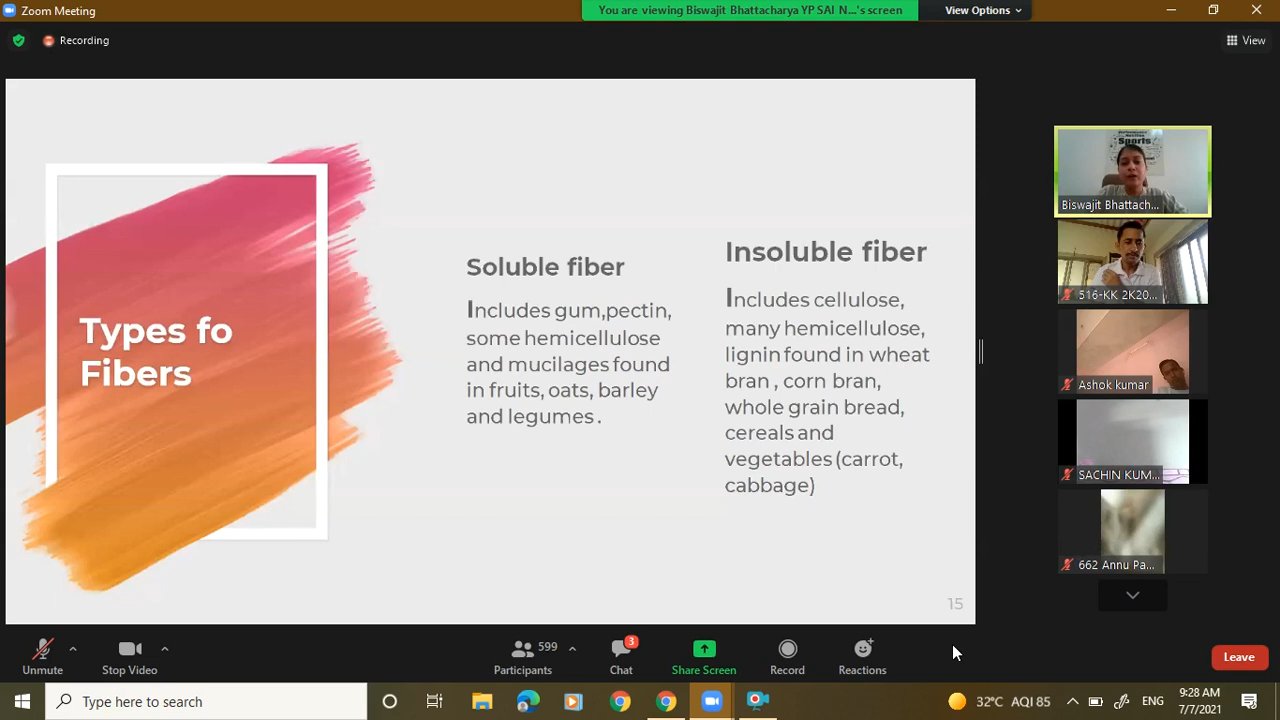 Zoom Meeting
You are viewing Biswajit Bhattacharya YP SAI N...'s screen
View Options
Recording
View
Types fo
Fibers
Soluble fiber
Includes gum,pectin,
some hemicellulose
and mucilages found
in fruits, oats, barley
and legumes .
Insoluble fiber
Includes cellulose,
many hemicellulose,
lignin found in wheat
bran , corn bran,
whole grain bread,
cereals and
vegetables (carrot,
cabbage)
15
Sports
Biswajit Bhattach...
516-KK 2K20...
Ashok kumar
SACHIN KUM...
662 Annu Pa...
Unmute
Stop Video
599
Participants
3
Chat
Share Screen
Record
Reactions
Leave
Type here to search
32°C AQI 85
ENG
9:28 AM
7/7/2021